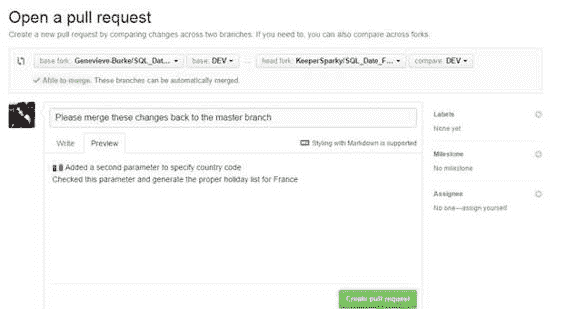 Open a pull request
Create a new pull request by comparing changes across two branches. If you need to, you can also compare across forks.
base fork: Genevieve-Burke/SQL_Dat... base: DEV ... head fork: KeeperSparky/SQL_Date_F... compare: DEV
Able to merge. These branches can be automatically merged.
Please merge these changes back to the master branch
Write Preview Styling with Markdown is supported
Added a second parameter to specify country code
Checked this parameter and generate the proper holiday list for France
Create pull request
Labels
None yet
Milestone
No milestone
Assignee
No one—assign yourself